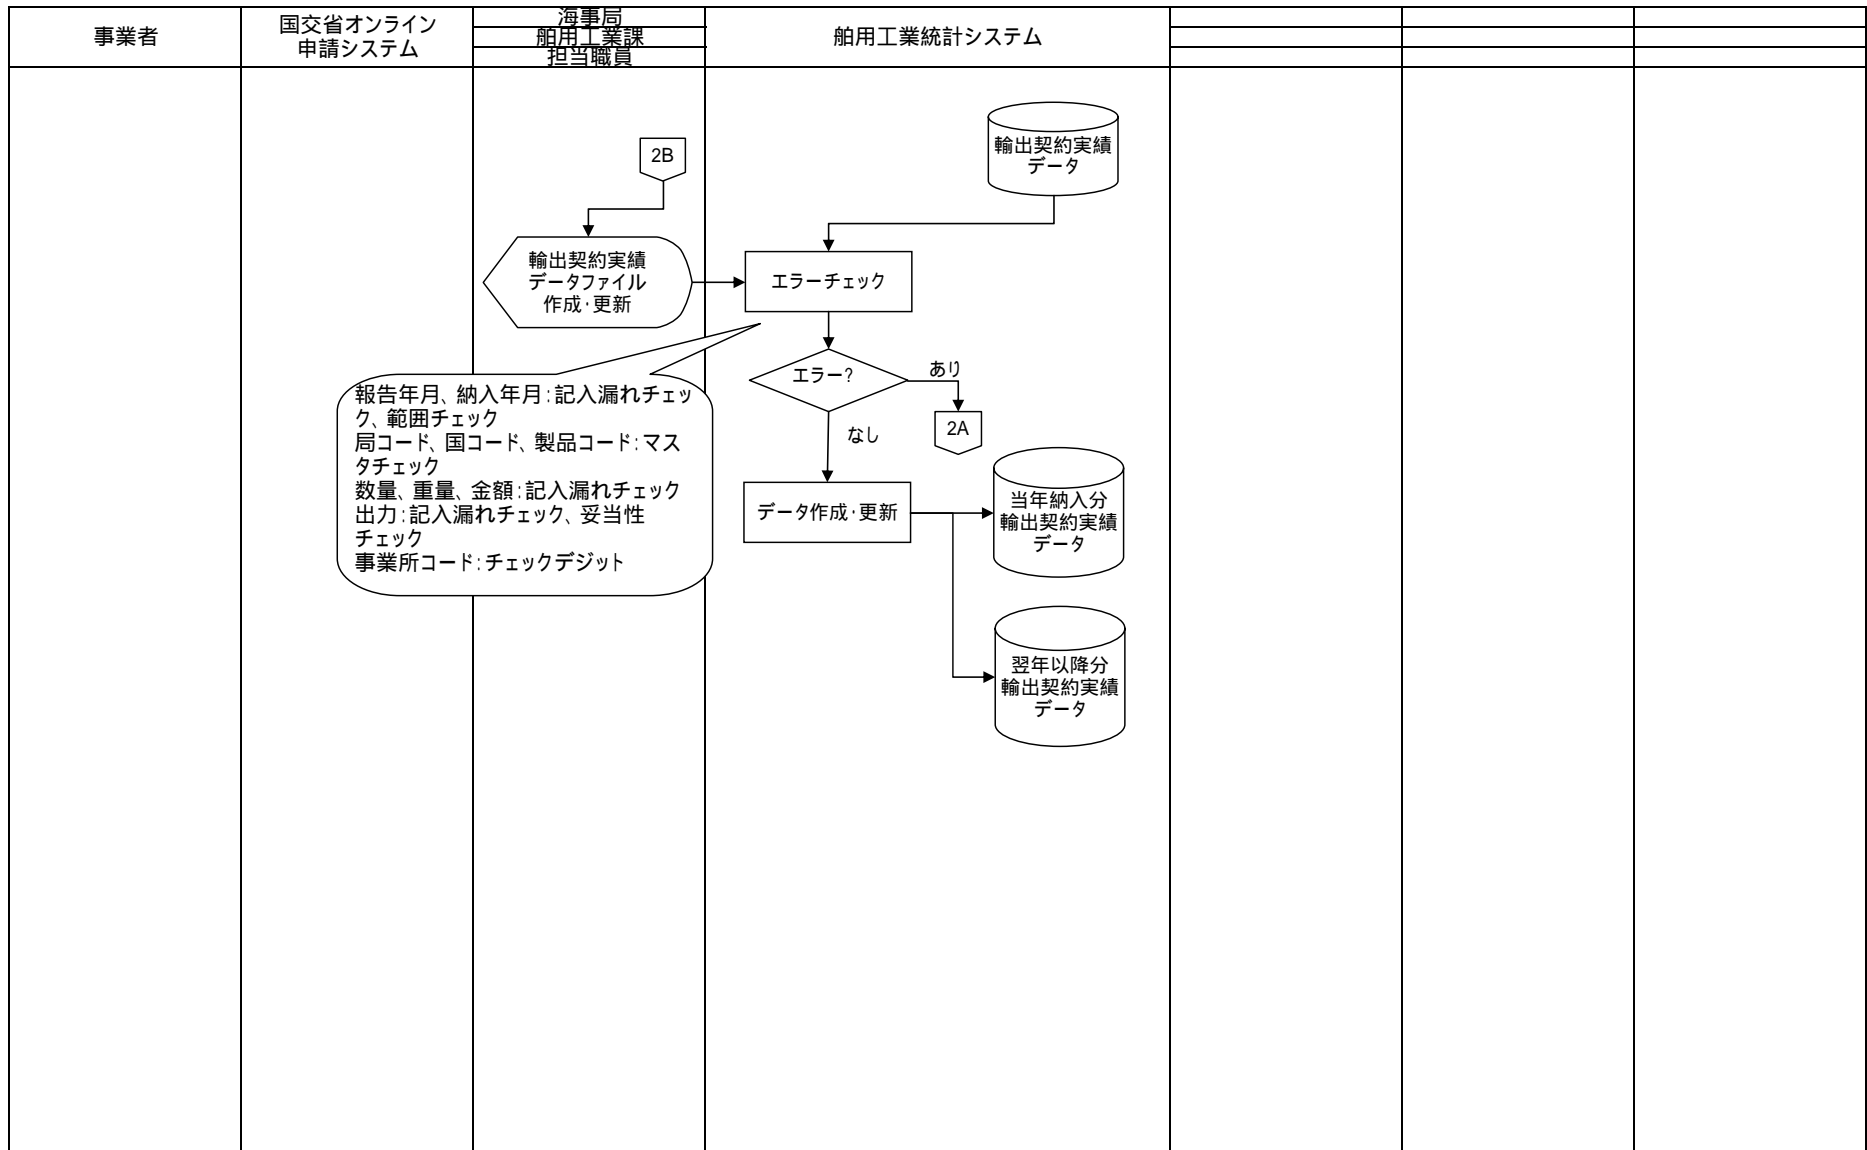 事業者
国交省オンライン
申請システム
海事局
舶用工業課
担当職員
舶用工業統計システム
輸出契約実績
データ
2B
輸出契約実績
データファイル
作成・更新
エラーチェック
エラー?
あり
2A
なし
報告年月、納入年月:記入漏れチェッ
ク、範囲チェック
局コード、国コード、製品コード:マス
タチェック
数量、重量、金額:記入漏れチェック
出力:記入漏れチェック、妥当性
チェック
事業所コード:チェックデジット
データ作成・更新
当年納入分
輸出契約実績
データ
翌年以降分
輸出契約実績
データ